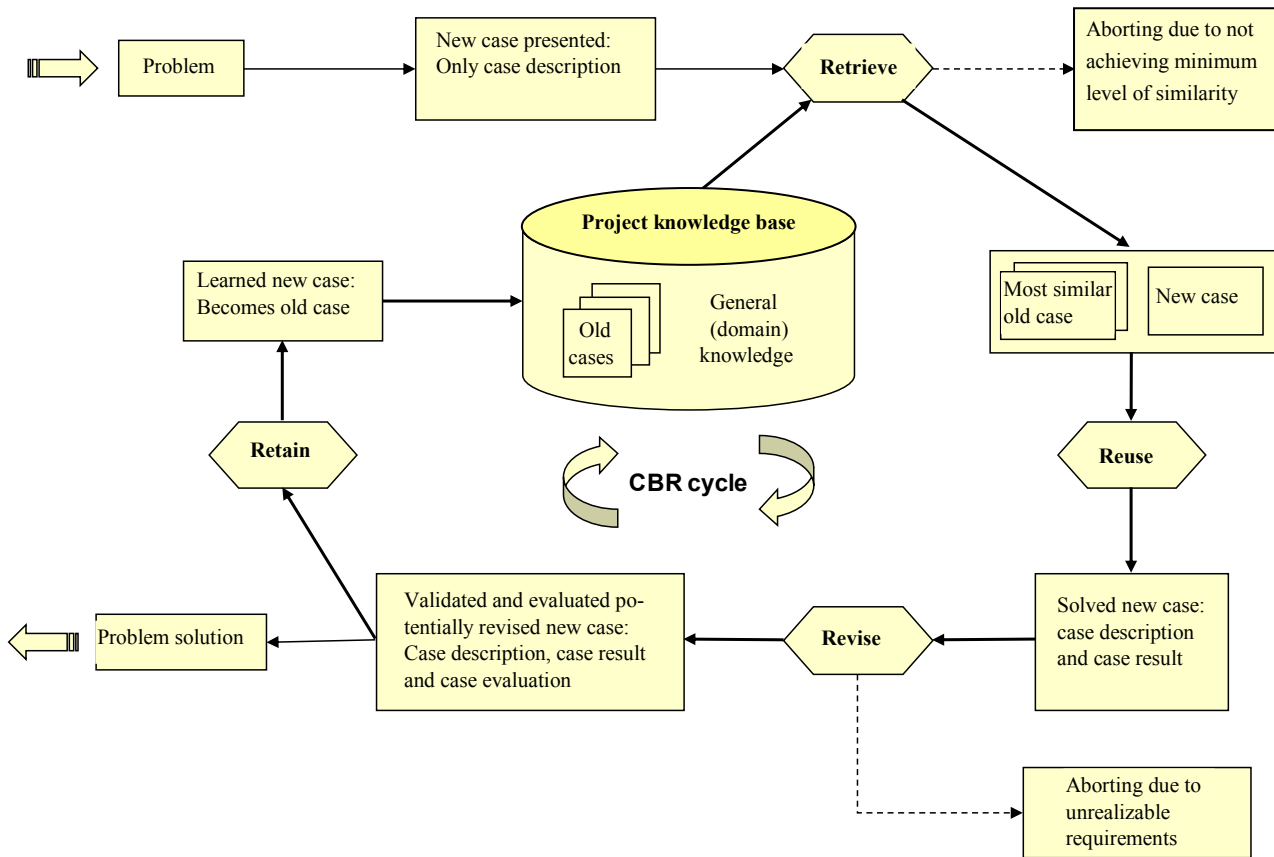 Problem
New case presented:
Only case description
Retrieve
Aborting due to not
achieving minimum
level of similarity
Project knowledge base
Old
cases
General
(domain)
knowledge
Learned new case:
Becomes old case
Most similar
old case
New case
Retain
CBR cycle
Reuse
Problem solution
Validated and evaluated po-
tentially revised new case:
Case description, case result
and case evaluation
Revise
Solved new case:
case description
and case result
Aborting due to
unrealizable
requirements